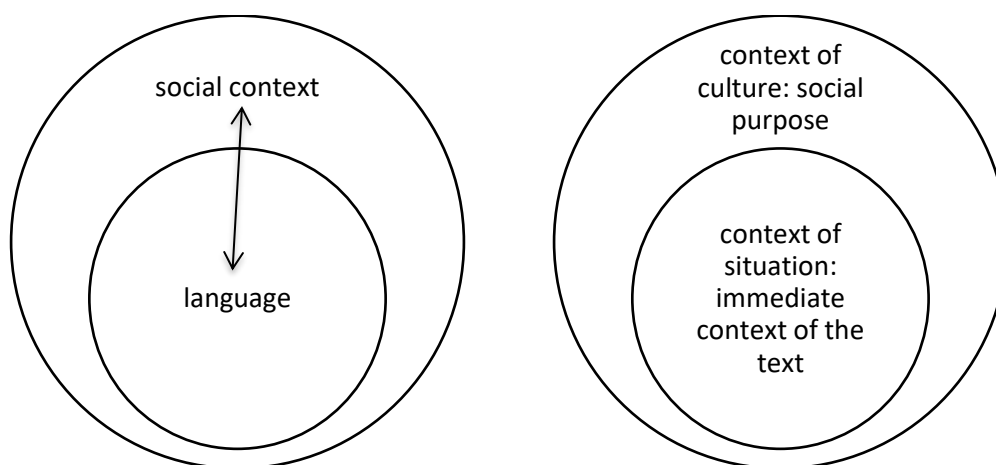 social context
language
context of
culture: social
purpose
context of
situation:
immediate
context of the
text